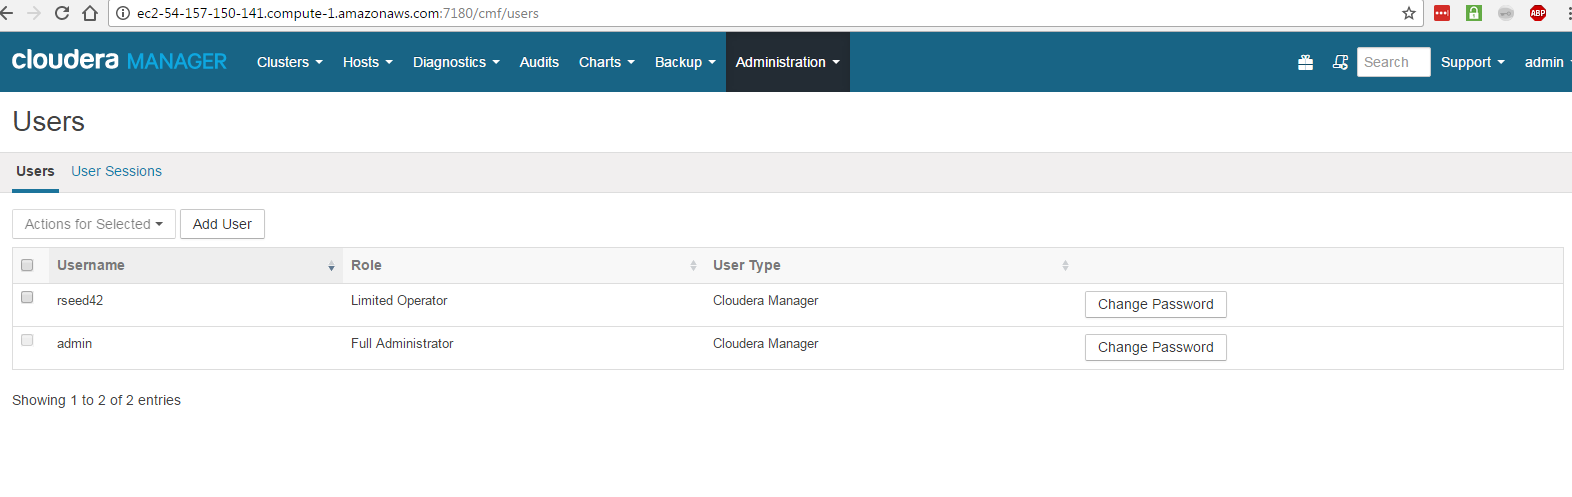 ec2-54-157-150-141.compute-1.amazonaws.com:7180/cmf/users
ABP
cloudera MANAGER Clusters Hosts Diagnostics Audits Charts Backup Administration Search Support admin
Users
Users User Sessions
Actions for Selected Add User
Username Role User Type
rseed42 Limited Operator Cloudera Manager Change Password
admin Full Administrator Cloudera Manager Change Password
Showing 1 to 2 of 2 entries